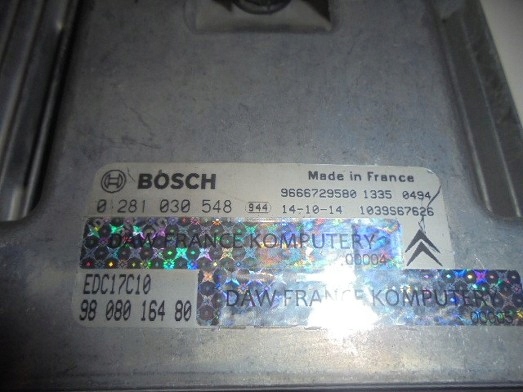 BOSCH Made in France
9666729580 1335 0494
0 281 030 548 944 14-10-14 1039S67626
DAW FRANCE KOMPUTERY
00004
EDC17C10
98 080 164 80
DAW FRANCE KOMPUTERY